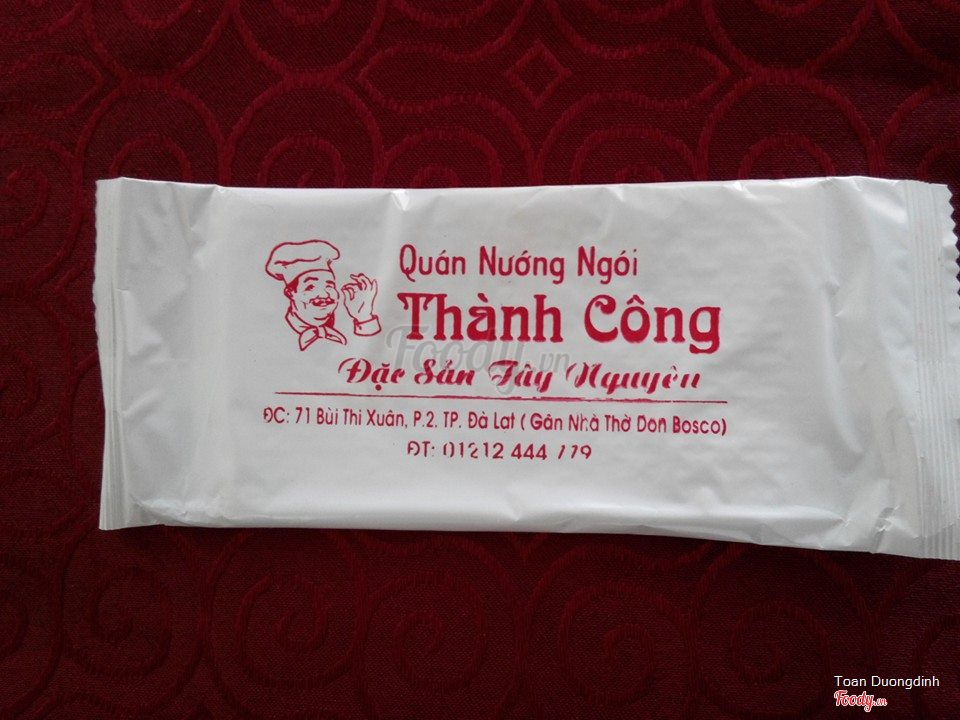 Quán Nướng Ngói
Thành Công
Đặc Sản Tây Nguyên
ĐC: 71 Bùi Thi Xuân, P.2, TP. Đà Lat ( Gần Nhà Thờ Don Bosco)
ĐT: 01212 444 779
Foody.vn
Toan Duongdinh
Foody.vn